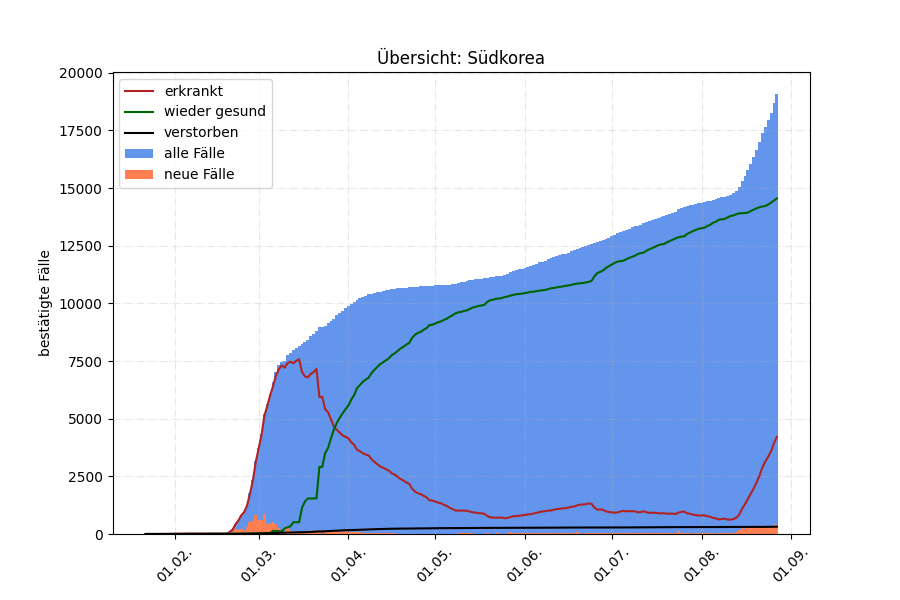 Übersicht: Südkorea
erkrankt
wieder gesund
verstorben
alle Fälle
neue Fälle
bestätigte Fälle
20000
17500
15000
12500
10000
7500
5000
2500
0
01.02.
01.03.
01.04.
01.05.
01.06.
01.07.
01.08.
01.09.